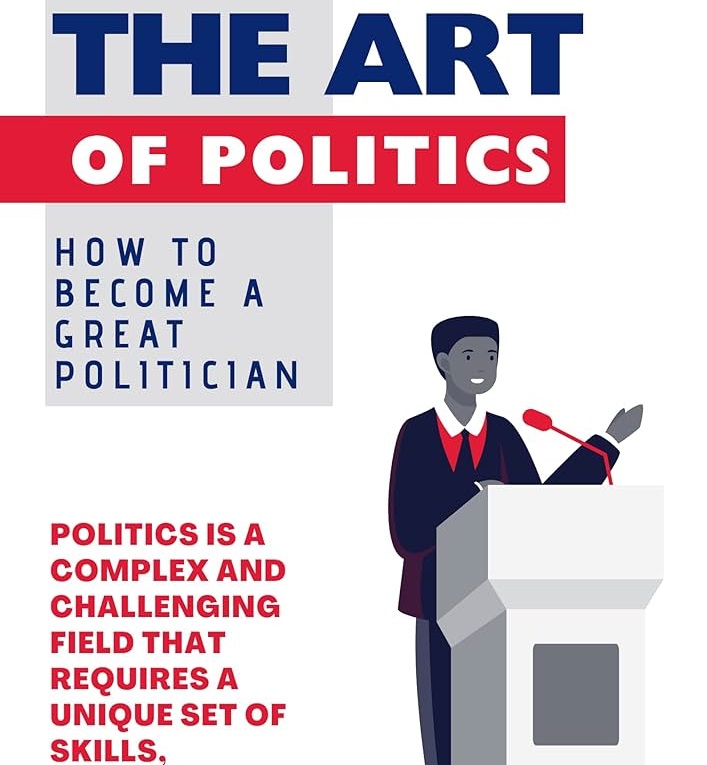 THE ART
OF POLITICS
HOW TO
BECOME A
GREAT
POLITICIAN
POLITICS IS A
COMPLEX AND
CHALLENGING
FIELD THAT
REQUIRES A
UNIQUE SET OF
SKILLS,